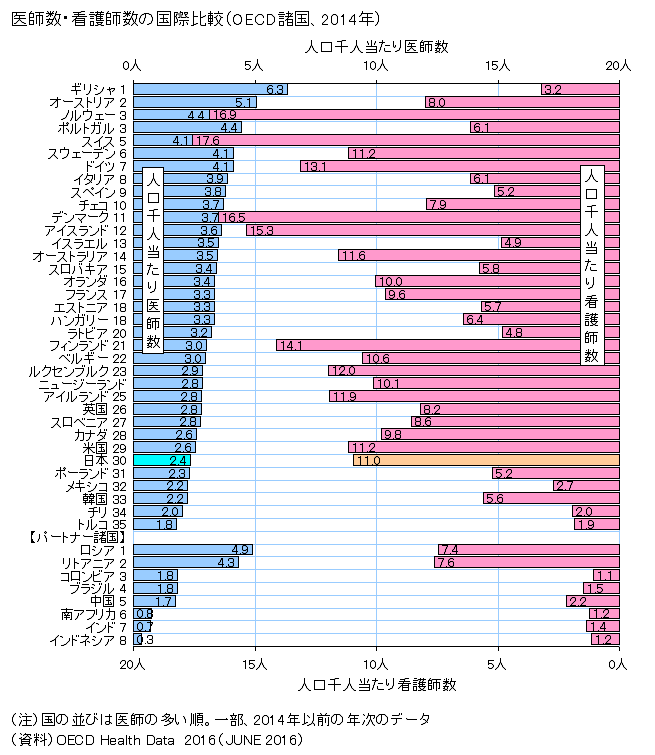 医師数・看護師数の国際比較（OECD諸国、2014年）
人口千人当たり医師数
0人 5人 10人 15人 20人
ギリシャ 1 6.3 3.2
オーストリア 2 5.1 8.0
ノルウェー 3 4.4 16.9
ポルトガル 3 4.4 6.1
スイス 5 4.1 17.6
スウェーデン 6 4.1 11.2
ドイツ 7 4.1 13.1
イタリア 8 3.9 6.1
スペイン 9 3.8 5.2
チェコ 10 3.7 7.9
デンマーク 11 3.7 16.5
アイスランド 12 3.6 15.3
イスラエル 13 3.5 4.9
オーストラリア 14 3.5 11.6
スロバキア 15 3.4 5.8
オランダ 16 3.4 10.0
フランス 17 3.3 9.6
エストニア 18 3.3 5.7
ハンガリー 18 3.3 6.4
ラトビア 20 3.2 4.8
フィンランド 21 3.0 14.1
ベルギー 22 3.0 10.6
ルクセンブルク 23 2.9 12.0
ニュージーランド 2.8 10.1
アイルランド 25 2.8 11.9
英国 26 2.8 8.2
スロベニア 27 2.8 8.6
カナダ 28 2.6 9.8
米国 29 2.6 11.2
日本 30 2.4 11.0
ポーランド 31 2.3 5.2
メキシコ 32 2.2 2.7
韓国 33 2.2 5.6
チリ 34 2.0 2.0
トルコ 35 1.8 1.9
【パートナー諸国】
ロシア 1 4.9 7.4
リトアニア 2 4.3 7.6
コロンビア 3 1.8 1.1
ブラジル 4 1.8 1.5
中国 5 1.7 2.2
南アフリカ 6 0.8 1.2
インド 7 0.7 1.4
インドネシア 8 0.3 1.2
人口千人当たり医師数
人口千人当たり看護師数
20人 15人 10人 5人 0人
人口千人当たり看護師数
（注）国の並びは医師の多い順。一部、2014年以前の年次のデータ
（資料）OECD Health Data 2016（JUNE 2016）